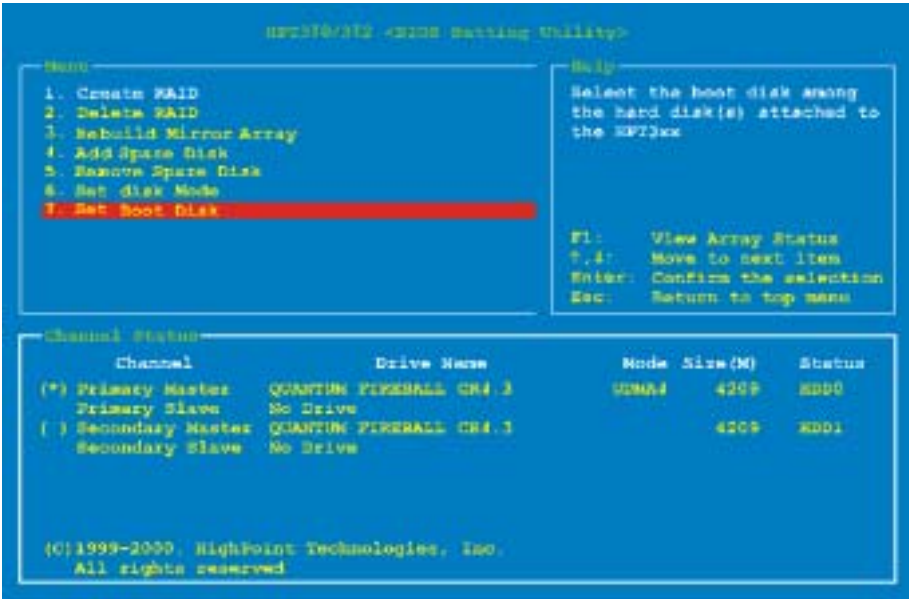 HPT370/372 <BIOS Setting Utility>
Menu
1. Create RAID
2. Delete RAID
3. Rebuild Mirror Array
4. Add Spare Disk
5. Remove Spare Disk
6. Set disk Mode
7. Set Boot Disk
Help
Select the boot disk among
the hard disk(s) attached to
the HPT3xx
F1: View Array Status
↑,↓: Move to next item
Enter: Confirm the selection
Esc: Return to top menu
Channel Status
Channel Drive Name Mode Size(M) Status
(*) Primary Master QUANTUM FIREBALL CR4.3 UDMA4 4209 HDD0
Primary Slave No Drive
( ) Secondary Master QUANTUM FIREBALL CR4.3 4209 HDD1
Secondary Slave No Drive
(C)1999-2000. HighPoint Technologies, Inc.
All rights reserved